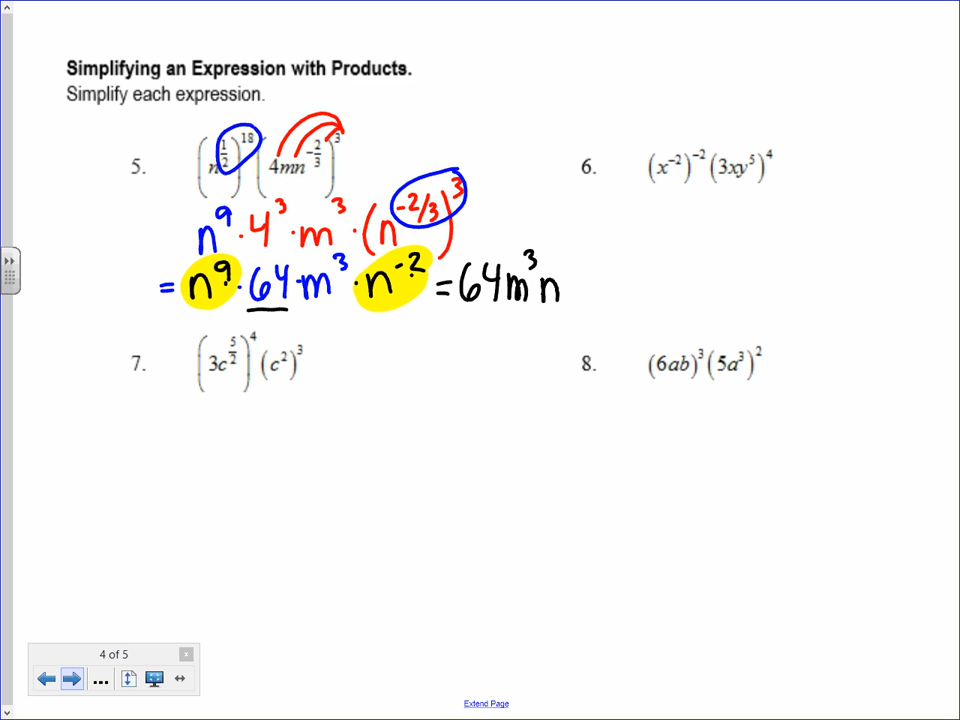 Simplifying an Expression with Products.
Simplify each expression.
5. (n^{1/2})^{18} (4mn^{-2/3})^3
6. (x^{-2})^{-2} (3xy^5)^4
n^9 · 4^3 · m^3 · (n^{-2/3})^3
= n^9 · 64 · m^3 · n^{-2} = 64m^3n
7. (3c^{5/2})^4 (c^2)^3
8. (6ab)^3 (5a^3)^2
4 of 5
Extend Page